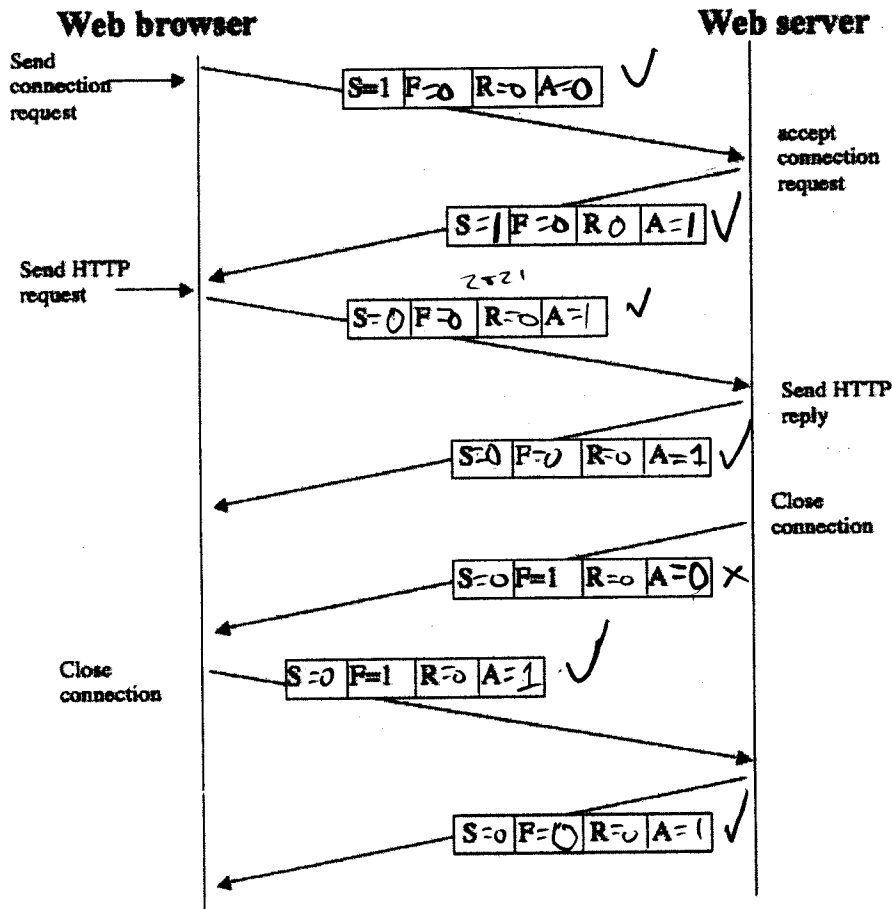 Web browser
Web server
Send
connection
request
S=1 F=0 R=0 A=0 ✓
accept
connection
request
S=1 F=0 R 0 A=1 ✓
Send HTTP
request
S=0 F=0 R=0 A=1 ✓
Send HTTP
reply
S=0 F=0 R=0 A=1 ✓
Close
connection
S=0 F=1 R=0 A=0 ×
Close
connection
S=0 F=1 R=0 A=1 ✓
S=0 F=0 R=0 A=1 ✓